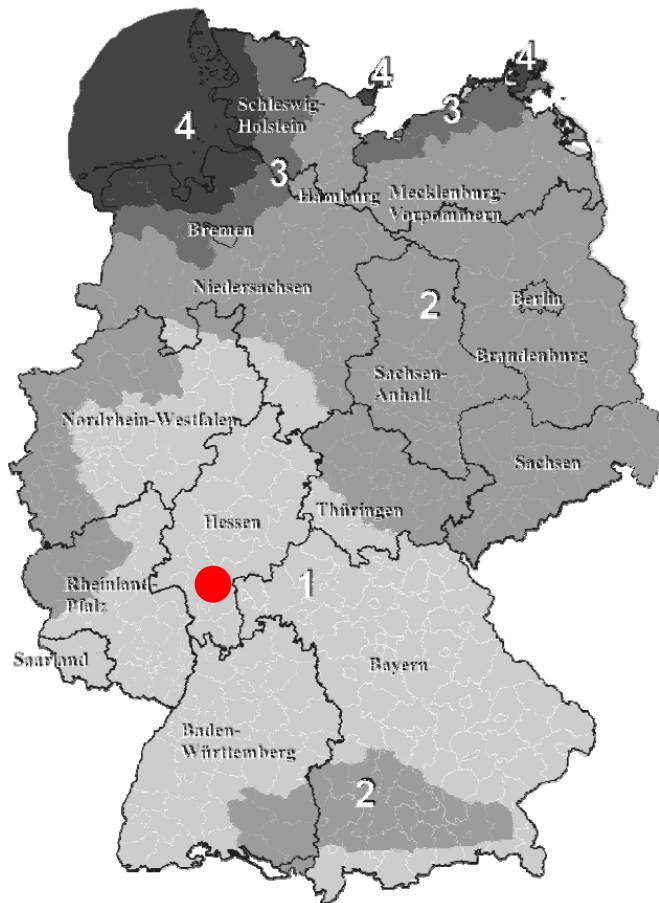 4
4
Schleswig-
Holstein
4
3
3
Hamburg
Mecklenburg-
Vorpommern
Bremen
Niedersachsen
2
Berlin
Brandenburg
Sachsen-
Anhalt
Nordrhein-Westfalen
Sachsen
Thüringen
Hessen
1
Rheinland-
Pfalz
Saarland
Bayern
Baden-
Württemberg
2